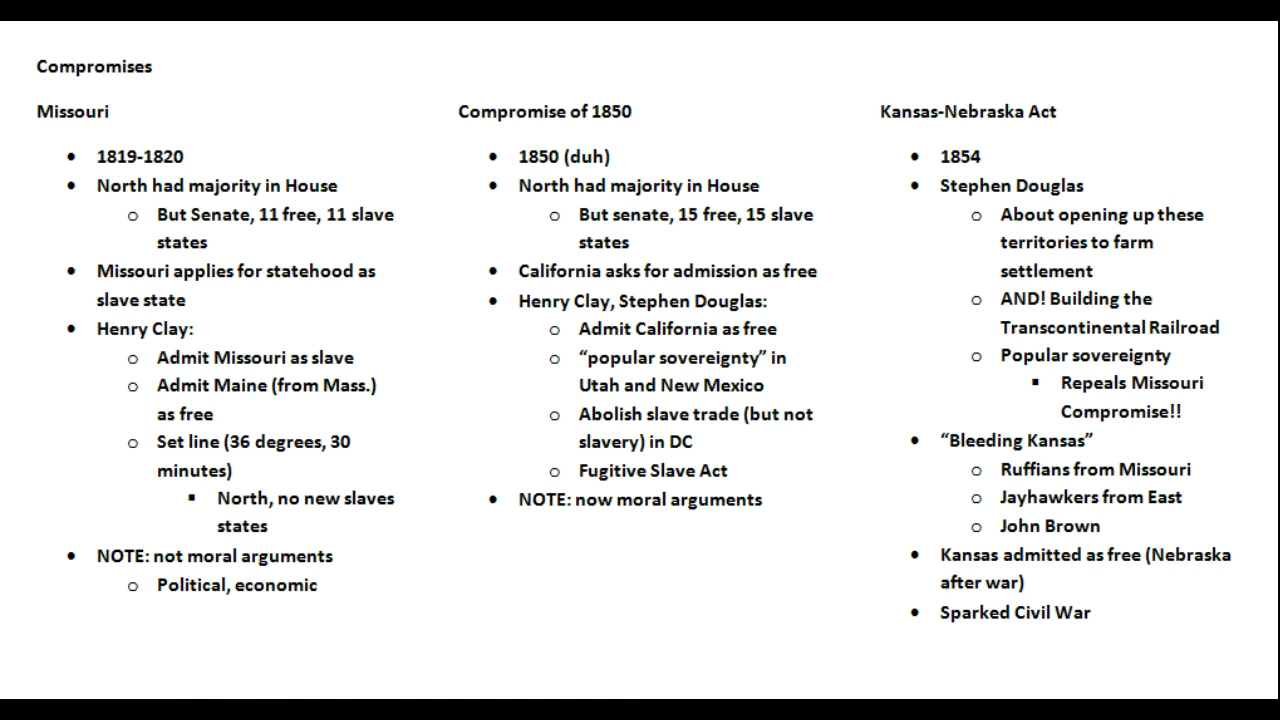 Compromises
Missouri
• 1819-1820
• North had majority in House
o But Senate, 11 free, 11 slave
states
• Missouri applies for statehood as
slave state
• Henry Clay:
o Admit Missouri as slave
o Admit Maine (from Mass.)
as free
o Set line (36 degrees, 30
minutes)
▪ North, no new slaves
states
• NOTE: not moral arguments
o Political, economic
Compromise of 1850
• 1850 (duh)
• North had majority in House
o But senate, 15 free, 15 slave
states
• California asks for admission as free
• Henry Clay, Stephen Douglas:
o Admit California as free
o “popular sovereignty” in
Utah and New Mexico
o Abolish slave trade (but not
slavery) in DC
o Fugitive Slave Act
• NOTE: now moral arguments
Kansas-Nebraska Act
• 1854
• Stephen Douglas
o About opening up these
territories to farm
settlement
o AND! Building the
Transcontinental Railroad
o Popular sovereignty
▪ Repeals Missouri
Compromise!!
• “Bleeding Kansas”
o Ruffians from Missouri
o Jayhawkers from East
o John Brown
• Kansas admitted as free (Nebraska
after war)
• Sparked Civil War